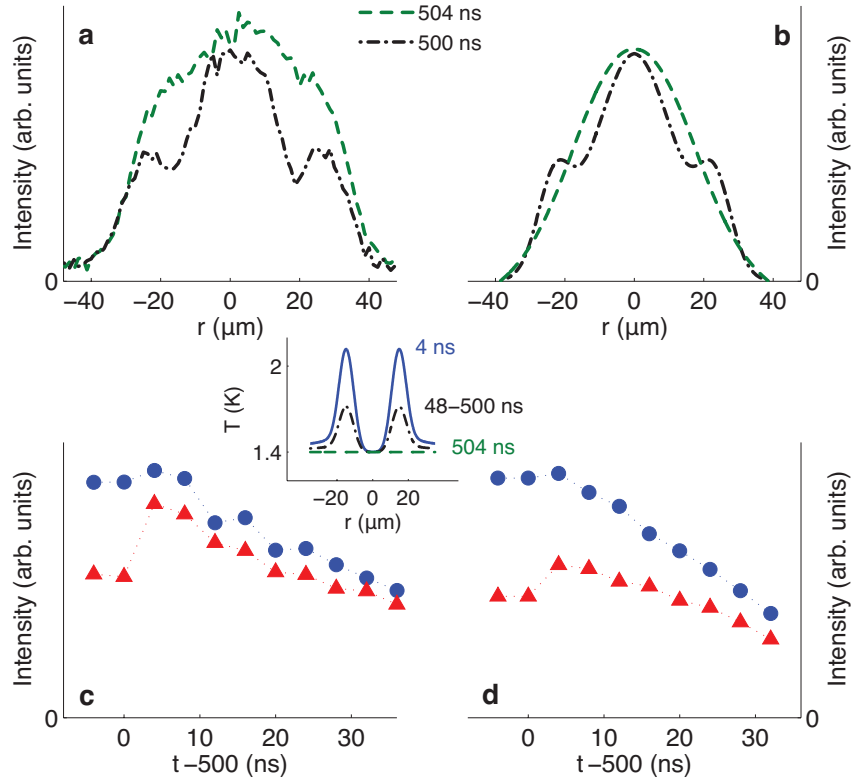 a
504 ns
500 ns
b
Intensity (arb. units)
Intensity (arb. units)
0
0
−40 −20 0 20 40
−40 −20 0 20 40
r (μm)
r (μm)
4 ns
2
48−500 ns
T (K)
1.4
504 ns
−20 0 20
r (μm)
Intensity (arb. units)
Intensity (arb. units)
c
d
0
0
0 10 20 30
0 10 20 30
t−500 (ns)
t−500 (ns)